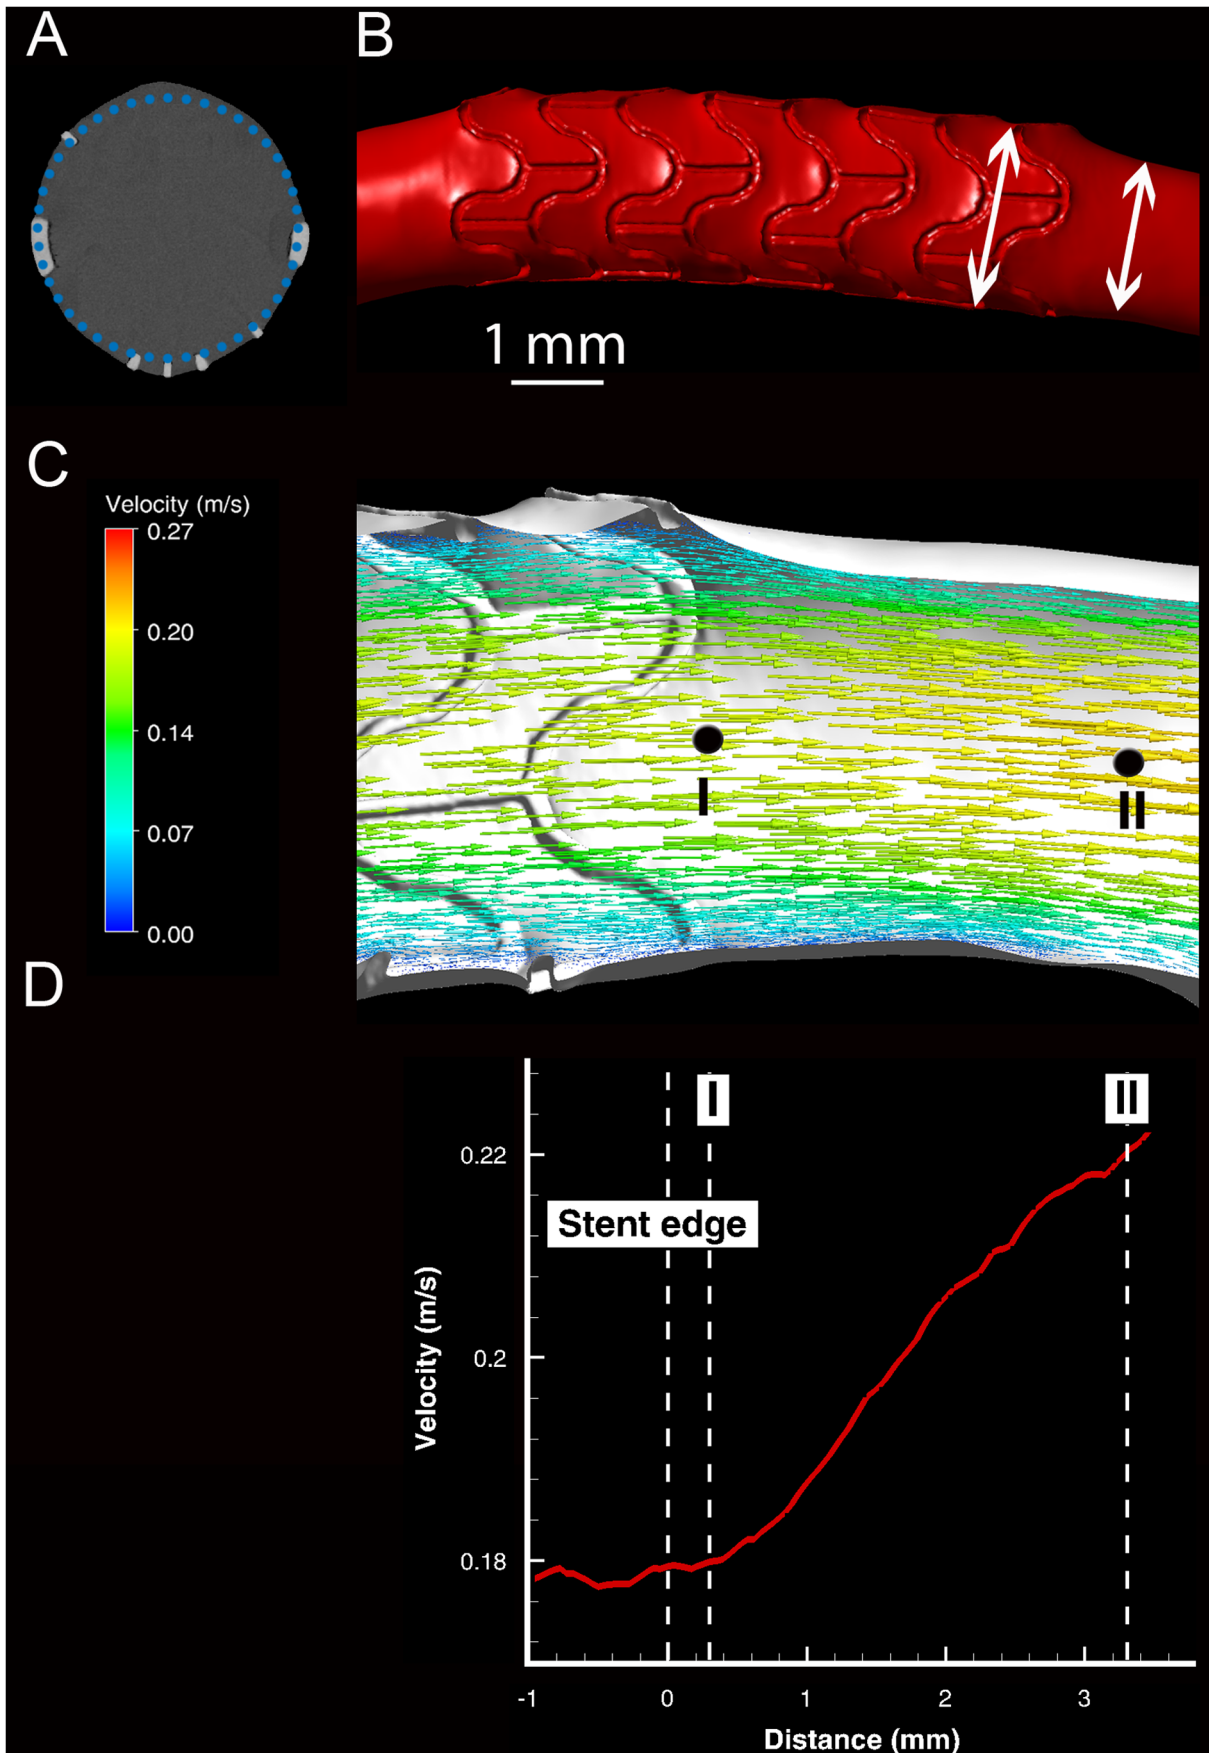 A
B
1 mm
C
Velocity (m/s)
0.27
0.20
0.14
0.07
0.00
I
II
D
I
II
0.22
Stent edge
Velocity (m/s)
0.2
0.18
-1 0 1 2 3
Distance (mm)